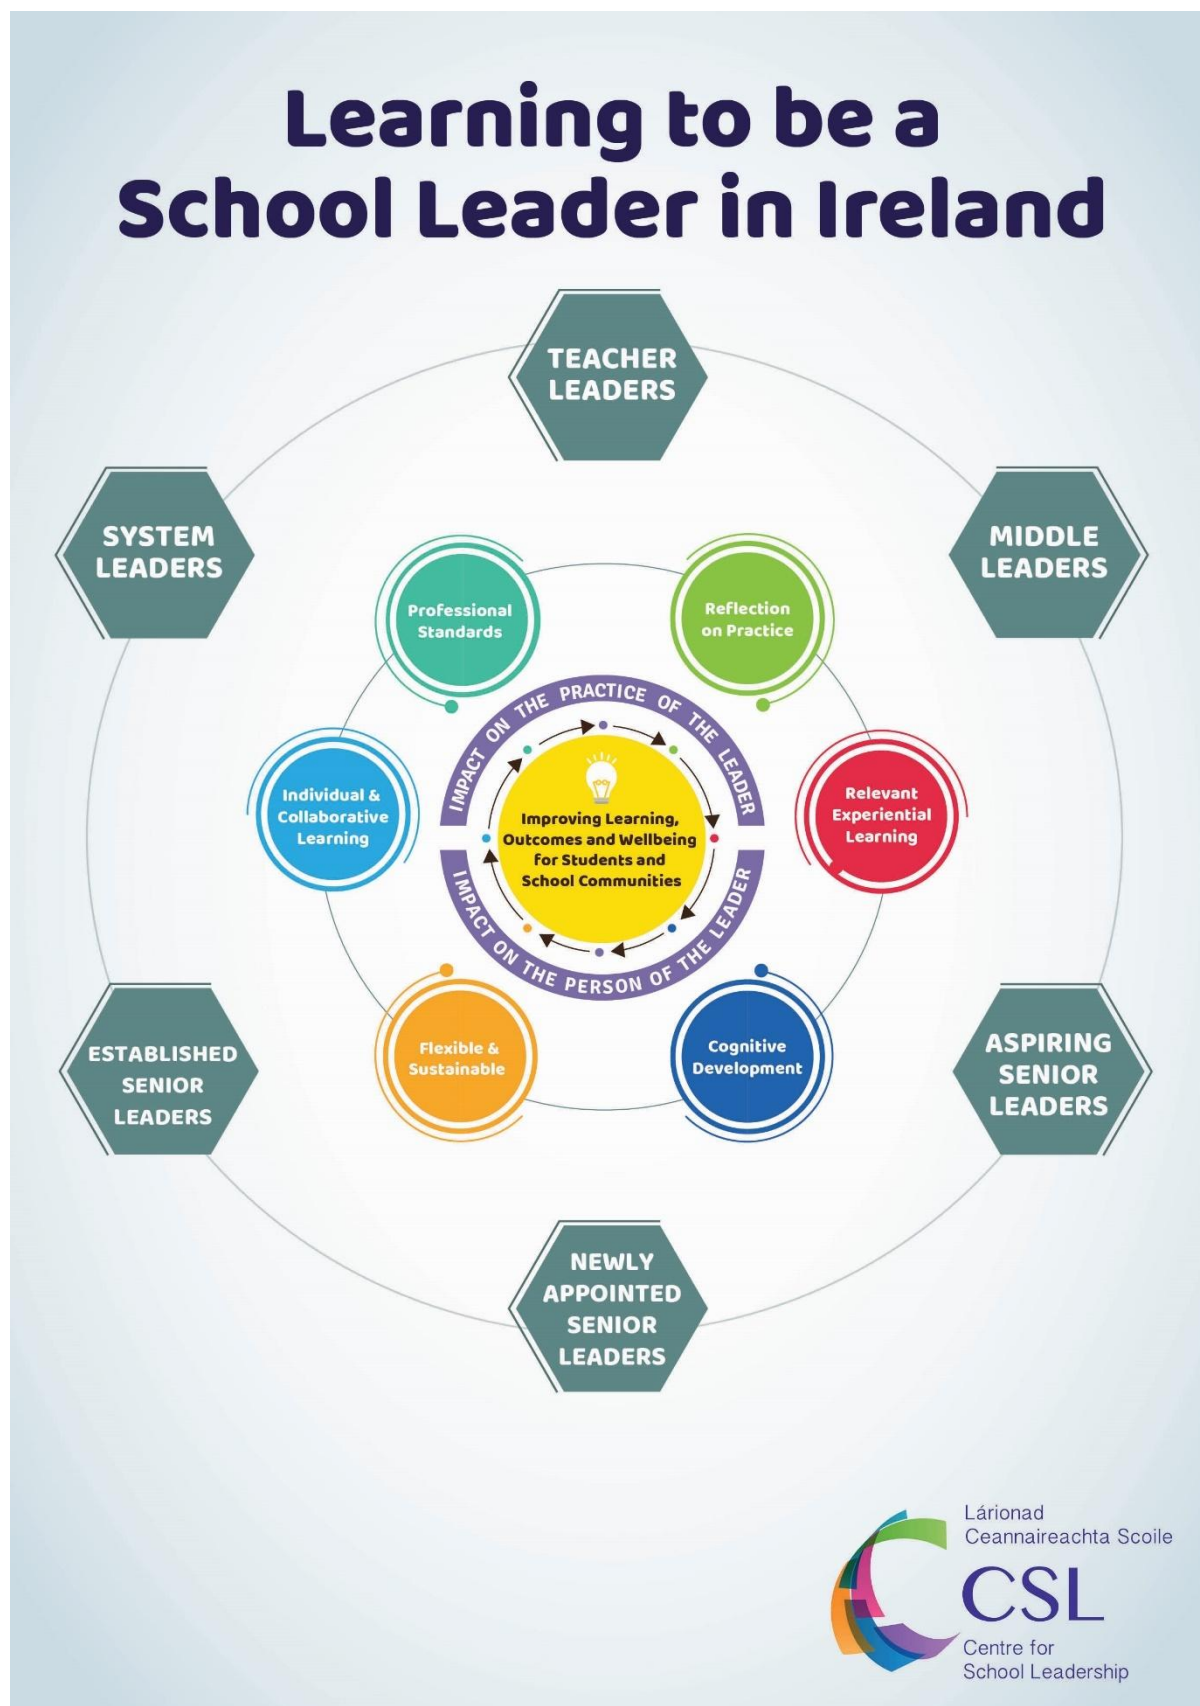 Learning to be a
School Leader in Ireland
TEACHER
LEADERS
SYSTEM
LEADERS
MIDDLE
LEADERS
Professional
Standards
Reflection
on Practice
IMPACT ON THE PRACTICE OF THE LEADER
Individual &
Collaborative
Learning
Improving Learning,
Outcomes and Wellbeing
for Students and
School Communities
Relevant
Experiential
Learning
IMPACT ON THE PERSON OF THE LEADER
Flexible &
Sustainable
Cognitive
Development
ESTABLISHED
SENIOR
LEADERS
ASPIRING
SENIOR
LEADERS
NEWLY
APPOINTED
SENIOR
LEADERS
Lárionad
Ceannaireachta Scoile
CSL
Centre for
School Leadership